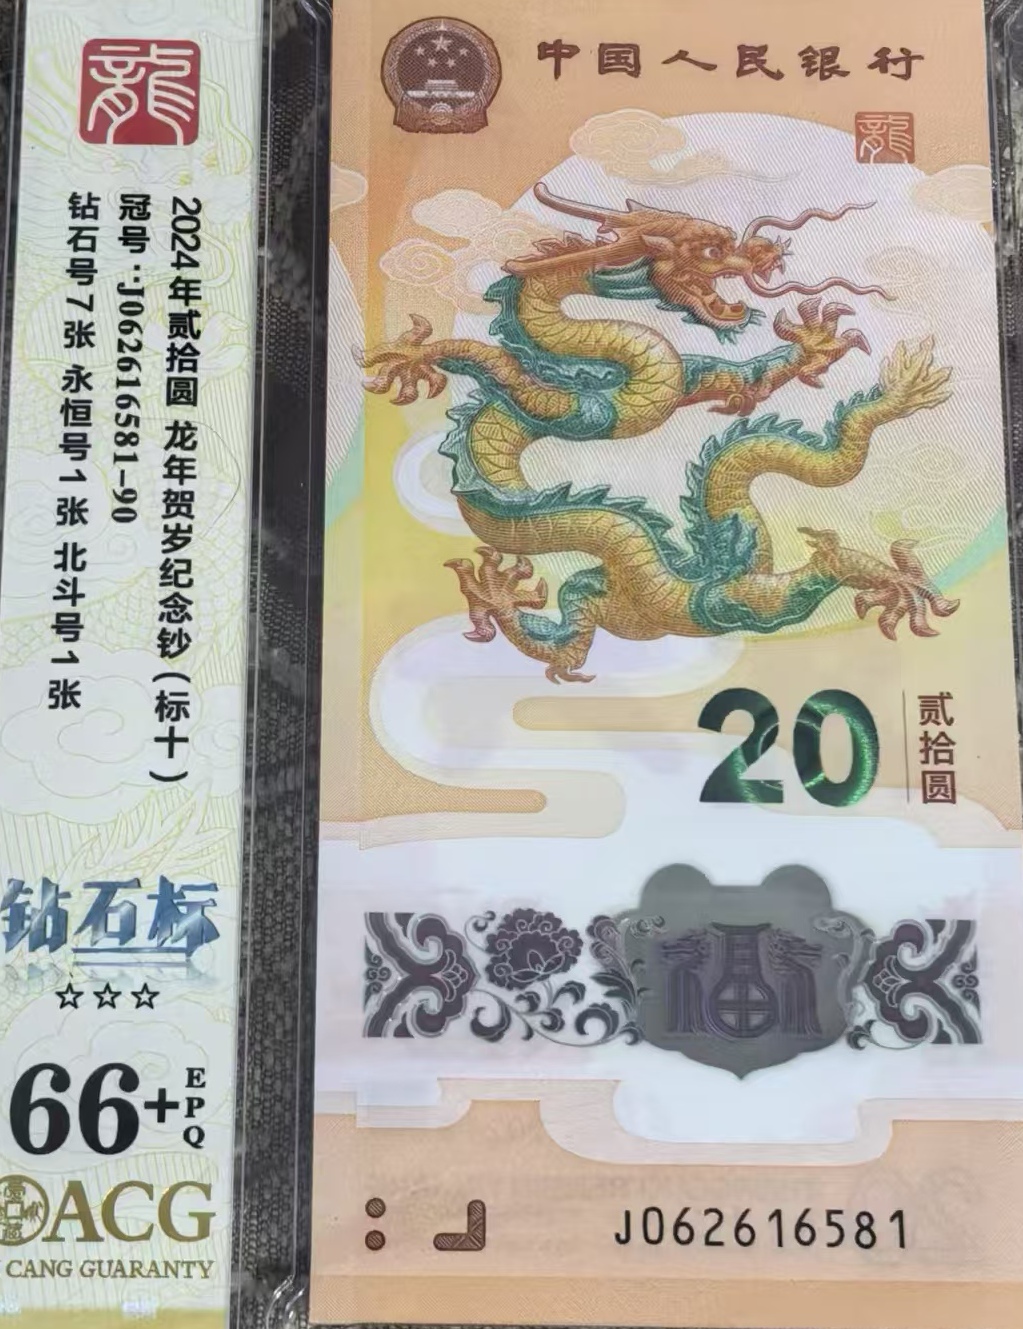 龍
2024年贰拾圆 龙年贺岁纪念钞(标十)
冠号:J062616581-90
钻石号7张 永恒号1张 北斗号1张
钻石标
☆☆☆
66+
EPQ
ACG
CANG GUARANTY
中国人民银行
龍
20
贰拾圆
J062616581